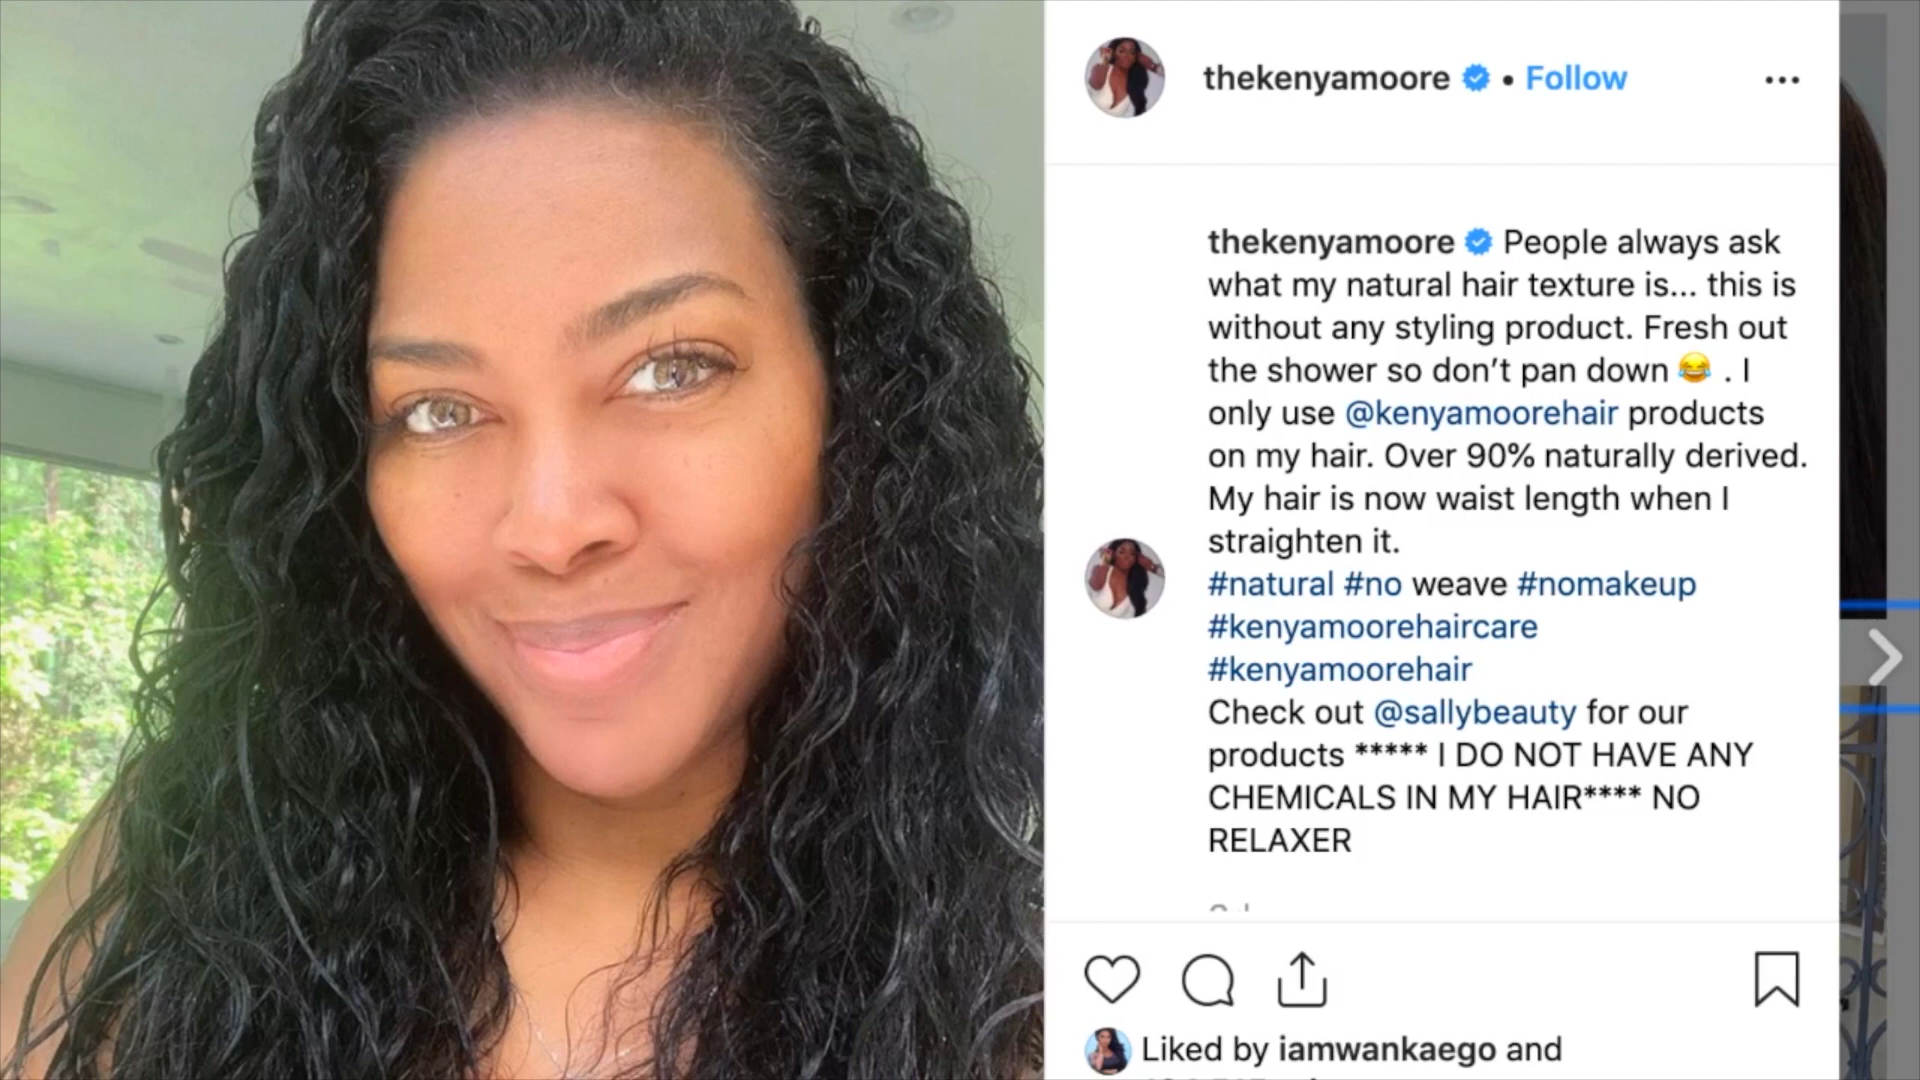 thekenyamoore • Follow
thekenyamoore People always ask
what my natural hair texture is... this is
without any styling product. Fresh out
the shower so don’t pan down 😂 . I
only use @kenyamoorehair products
on my hair. Over 90% naturally derived.
My hair is now waist length when I
straighten it.
#natural #no weave #nomakeup
#kenyamoorehaircare
#kenyamoorehair
Check out @sallybeauty for our
products ***** I DO NOT HAVE ANY
CHEMICALS IN MY HAIR**** NO
RELAXER
Liked by iamwankaego and